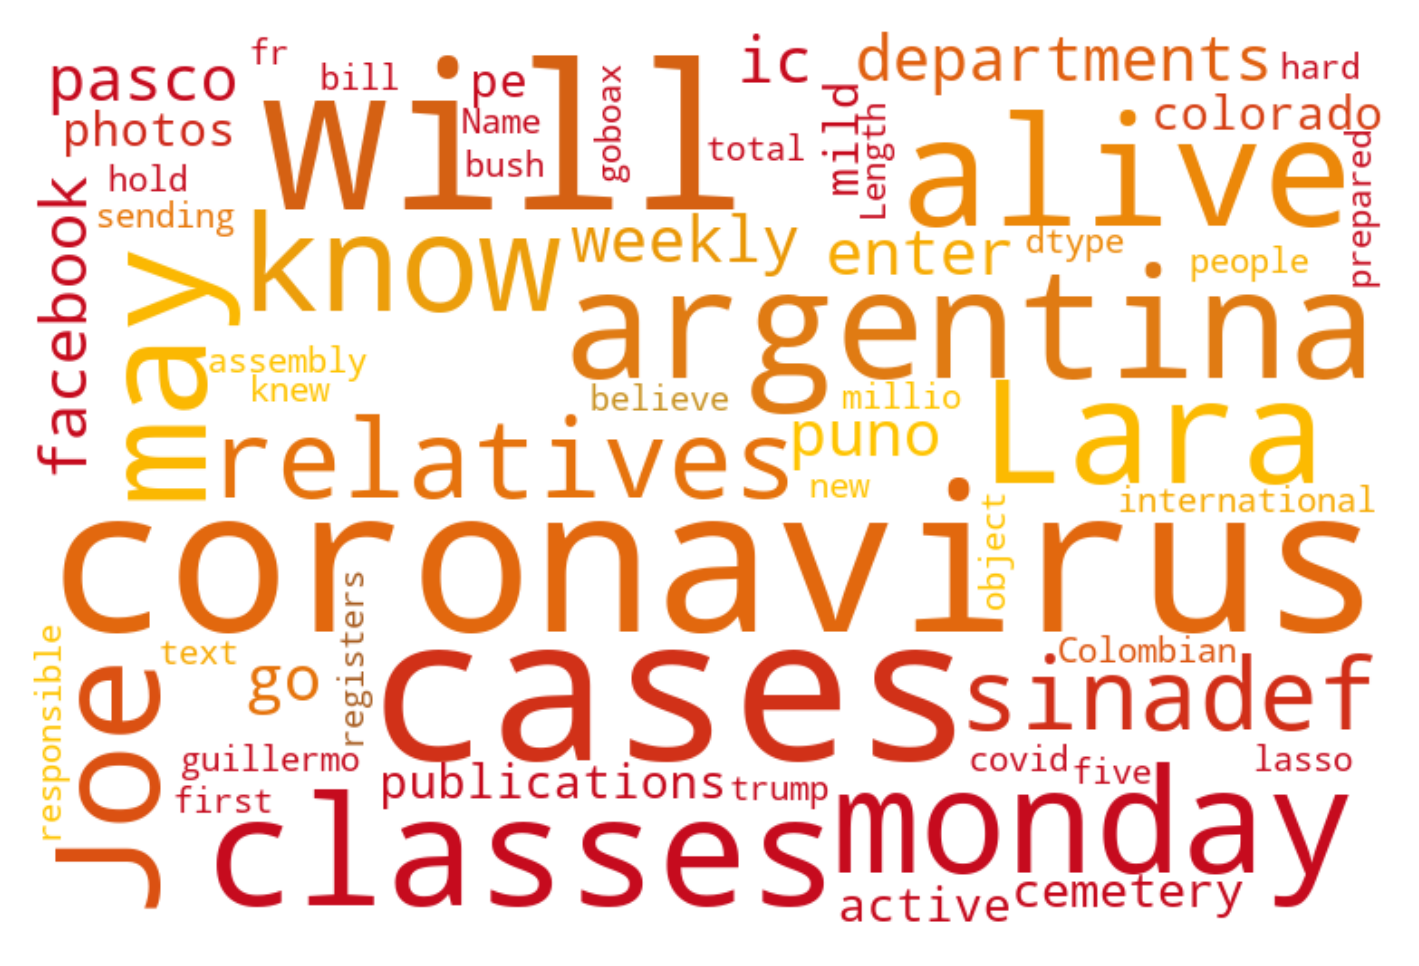 fr
ic
departments
pasco
bill
pe
hard
will
goboax
mild
photos
Name
Length
alive
colorado
bush
total
hold
prepared
facebook
sending
know
weekly
enter
dtype
people
may
argentina
assembly
knew
believe
millio
Lara
relatives
puno
new
international
object
coronavirus
responsible
text
registers
cases
Colombian
Joe
go
sinadef
guillermo
covid
five
lasso
first
publications
trump
monday
classes
active
cemetery